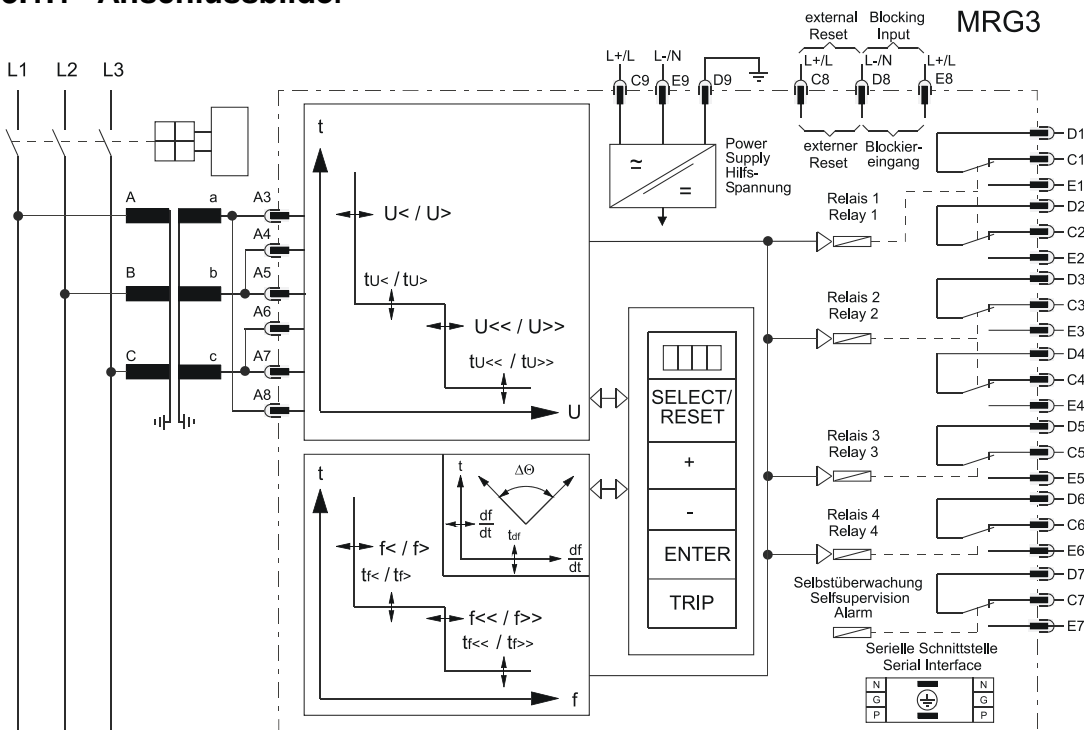 MRG3
external Reset
Blocking Input
L+/L
L-/N
L+/L
C8
D8
E8
externer Reset
Blockier-
eingang
L+/L
L-/N
C9
E9
D9
Power
Supply
Hilfs-
Spannung
≃
=
L1
L2
L3
A
a
B
b
C
c
A3
A4
A5
A6
A7
A8
t
U< / U>
tU< / tU>
U<< / U>>
tU<< / tU>>
U
t
f< / f>
tf< / tf>
f<< / f>>
tf<< / tf>>
f
t
ΔΘ
df
dt
tdf
df
dt
SELECT/
RESET
+
-
ENTER
TRIP
Relais 1
Relay 1
Relais 2
Relay 2
Relais 3
Relay 3
Relais 4
Relay 4
Selbstüberwachung
Selfsupervision
Alarm
D1
C1
E1
D2
C2
E2
D3
C3
E3
D4
C4
E4
D5
C5
E5
D6
C6
E6
D7
C7
E7
Serielle Schnittstelle
Serial Interface
N
N
G
G
P
P